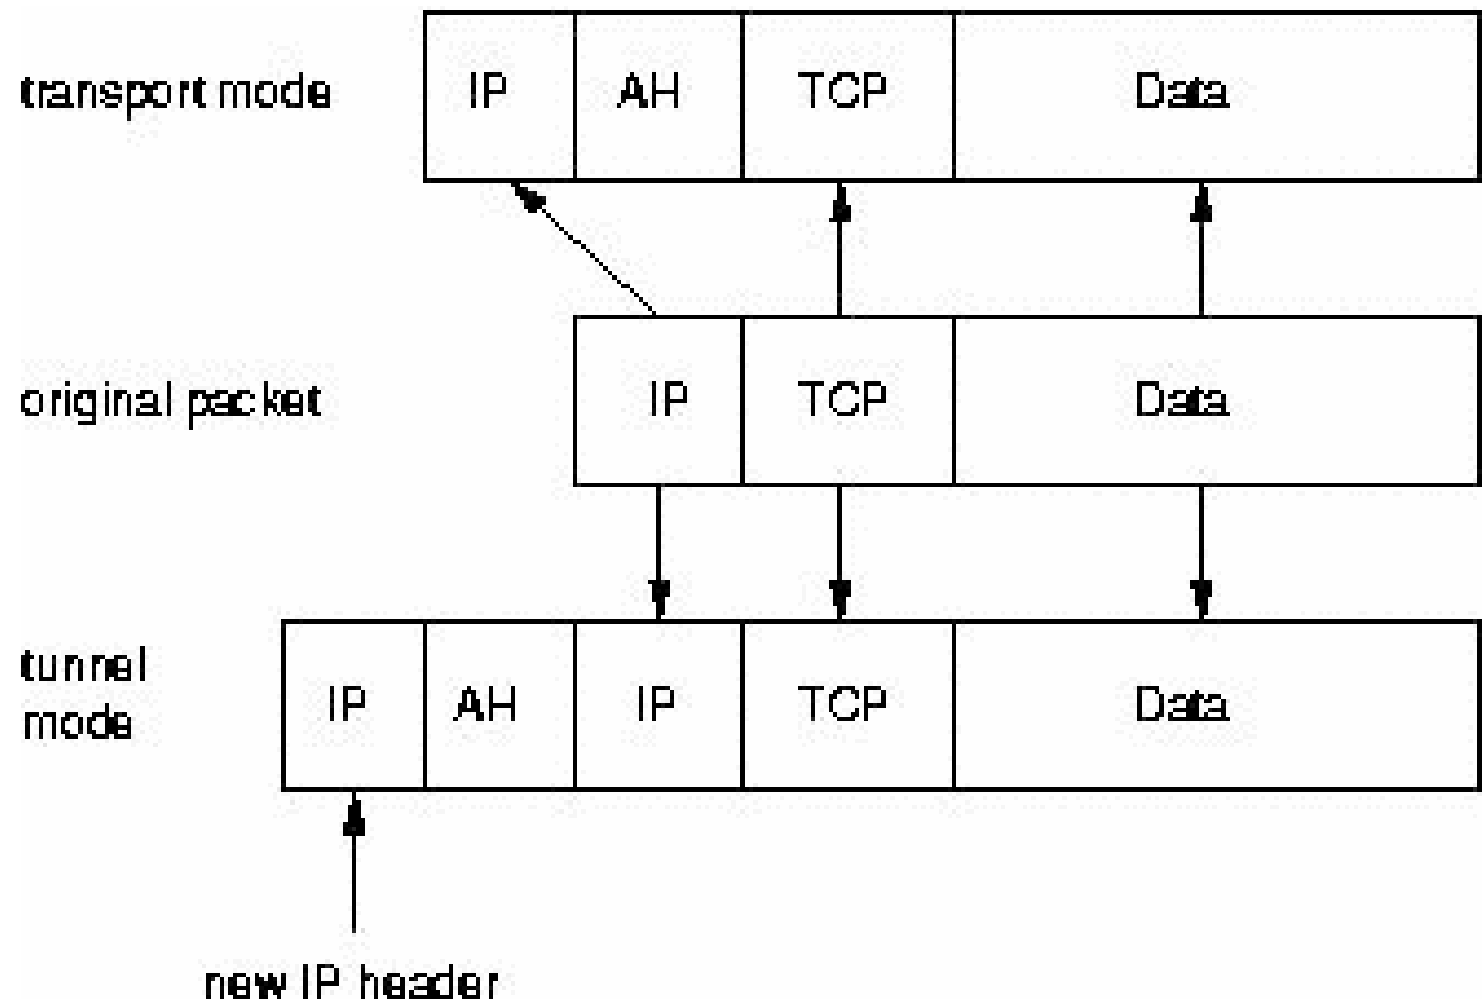 transport mode IP AH TCP Data
original packet IP TCP Data
tunnel
mode IP AH IP TCP Data
new IP header